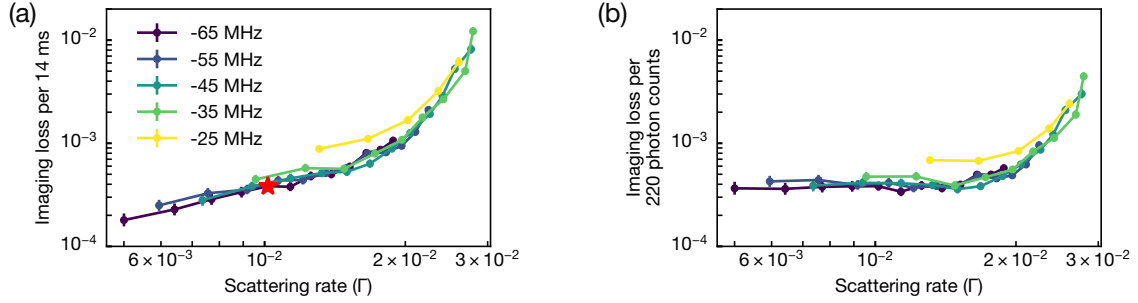 (a)
Imaging loss per 14 ms
10⁻²
10⁻³
10⁻⁴
-65 MHz
-55 MHz
-45 MHz
-35 MHz
-25 MHz
6 × 10⁻³
10⁻²
2 × 10⁻²
3 × 10⁻²
Scattering rate (Γ)
(b)
Imaging loss per
220 photon counts
10⁻²
10⁻³
10⁻⁴
6 × 10⁻³
10⁻²
2 × 10⁻²
3 × 10⁻²
Scattering rate (Γ)